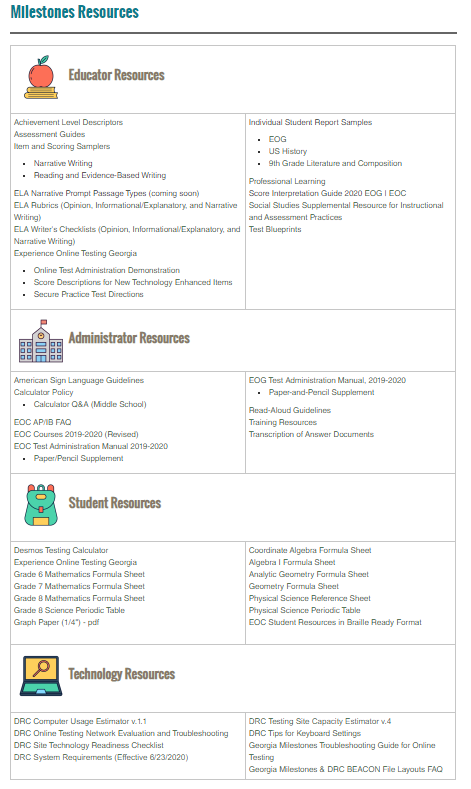 Milestones Resources
Educator Resources
Achievement Level Descriptors
Assessment Guides
Item and Scoring Samplers
• Narrative Writing
• Reading and Evidence-Based Writing
ELA Narrative Prompt Passage Types (coming soon)
ELA Rubrics (Opinion, Informational/Explanatory, and Narrative
Writing)
ELA Writer's Checklists (Opinion, Informational/Explanatory, and
Narrative Writing)
Experience Online Testing Georgia
• Online Test Administration Demonstration
• Score Descriptions for New Technology Enhanced Items
• Secure Practice Test Directions
Individual Student Report Samples
• EOG
• US History
• 9th Grade Literature and Composition
Professional Learning
Score Interpretation Guide 2020 EOG I EOC
Social Studies Supplemental Resource for Instructional
and Assessment Practices
Test Blueprints
Administrator Resources
American Sign Language Guidelines
Calculator Policy
• Calculator Q&A (Middle School)
EOC AP/IB FAQ
EOC Courses 2019-2020 (Revised)
EOC Test Administration Manual 2019-2020
• Paper/Pencil Supplement
EOG Test Administration Manual, 2019-2020
• Paper-and-Pencil Supplement
Read-Aloud Guidelines
Training Resources
Transcription of Answer Documents
Student Resources
Desmos Testing Calculator
Experience Online Testing Georgia
Grade 6 Mathematics Formula Sheet
Grade 7 Mathematics Formula Sheet
Grade 8 Mathematics Formula Sheet
Grade 8 Science Periodic Table
Graph Paper (1/4") - pdf
Coordinate Algebra Formula Sheet
Algebra I Formula Sheet
Analytic Geometry Formula Sheet
Geometry Formula Sheet
Physical Science Reference Sheet
Physical Science Periodic Table
EOC Student Resources in Braille Ready Format
Technology Resources
DRC Computer Usage Estimator v.1.1
DRC Online Testing Network Evaluation and Troubleshooting
DRC Site Technology Readiness Checklist
DRC System Requirements (Effective 6/23/2020)
DRC Testing Site Capacity Estimator v.4
DRC Tips for Keyboard Settings
Georgia Milestones Troubleshooting Guide for Online
Testing
Georgia Milestones & DRC BEACON File Layouts FAQ